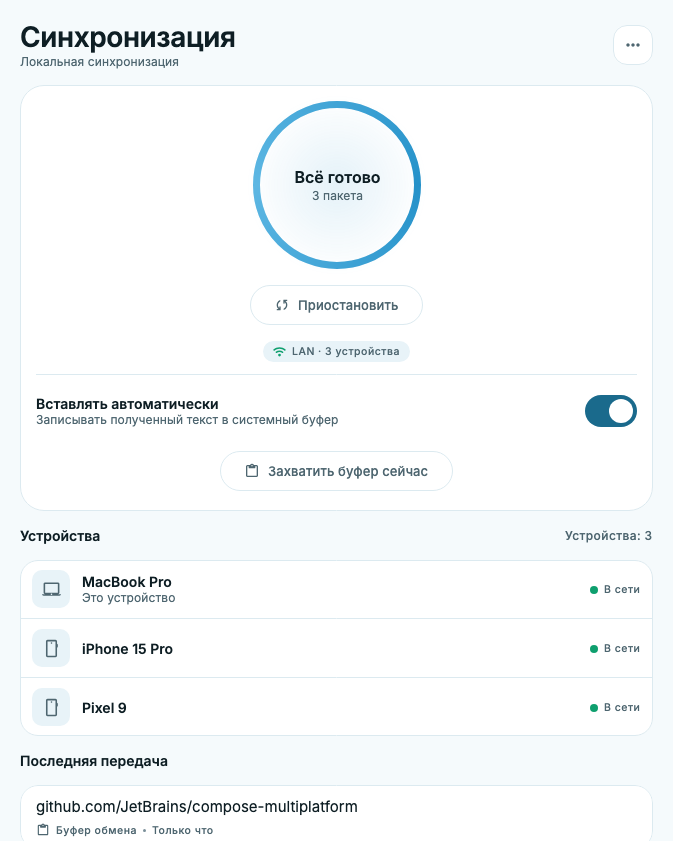 Синхронизация
Локальная синхронизация
Всё готово
3 пакета
Приостановить
LAN · 3 устройства
Вставлять автоматически
Записывать полученный текст в системный буфер
Захватить буфер сейчас
Устройства
Устройства: 3
MacBook Pro
Это устройство
В сети
iPhone 15 Pro
В сети
Pixel 9
В сети
Последняя передача
github.com/JetBrains/compose-multiplatform
Буфер обмена • Только что